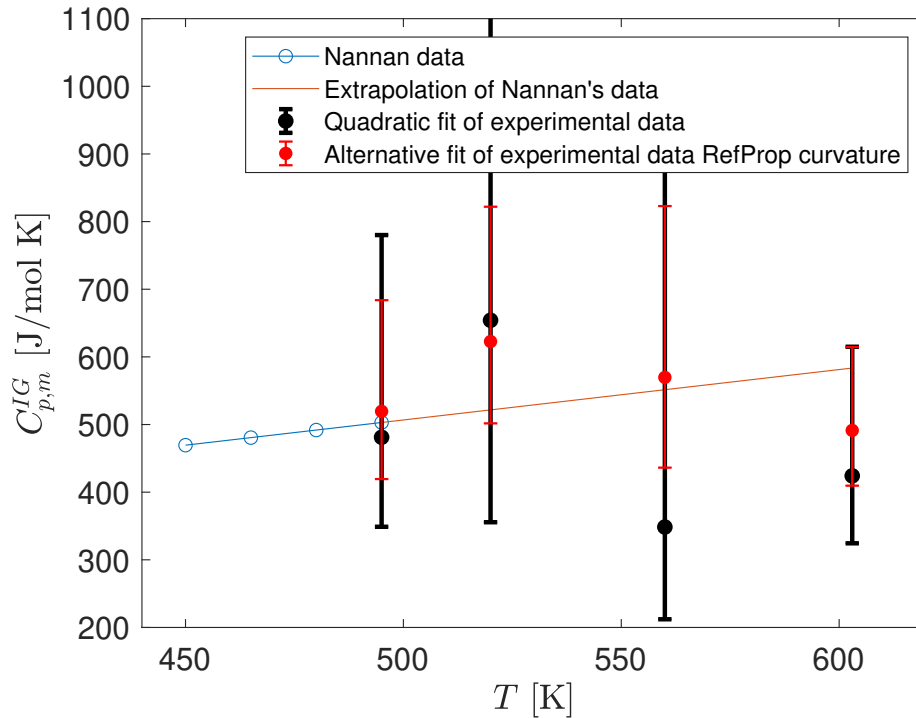 1100
1000
900
800
700
600
500
400
300
200
450
500
550
600
T [K]
C_{p,m}^{IG} [J/mol K]
Nannan data
Extrapolation of Nannan's data
Quadratic fit of experimental data
Alternative fit of experimental data RefProp curvature